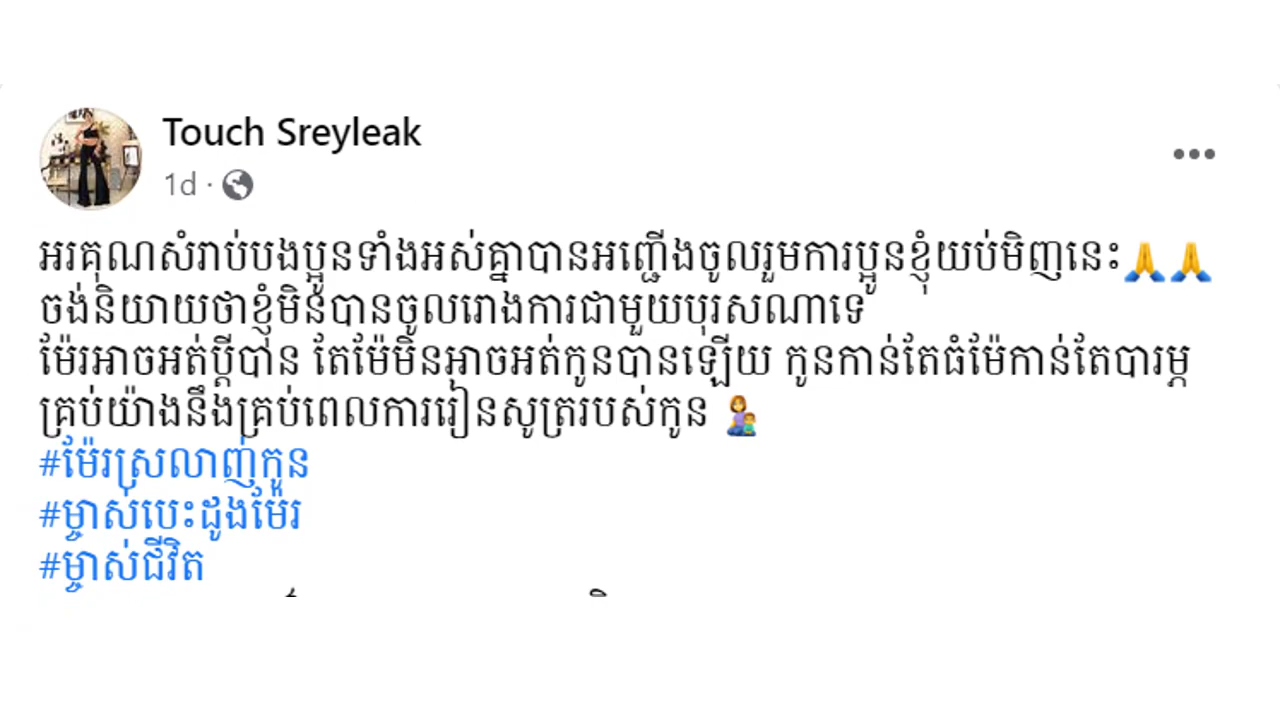 Touch Sreyleak
1d ·
អរគុណសំរាប់បងប្អូនទាំងអស់គ្នាបានអញ្ជើងចូលរួមការប្អូនខ្ញុំយប់មិញនេះ🙏🙏
ចង់និយាយថាខ្ញុំមិនបានចូលរោងការជាមួយបុរសណាទេ
ម៉ែរអាចអត់ប្ដីបាន តែម៉ែមិនអាចអត់កូនបានឡើយ កូនកាន់តែធំម៉ែកាន់តែបារម្ភ
គ្រប់យ៉ាងនឹងគ្រប់ពេលការរៀនសូត្ររបស់កូន 👩‍👦
#ម៉ែរស្រលាញ់កូន
#ម្ចាស់បេះដូងម៉ែរ
#ម្ចាស់ជីវិត